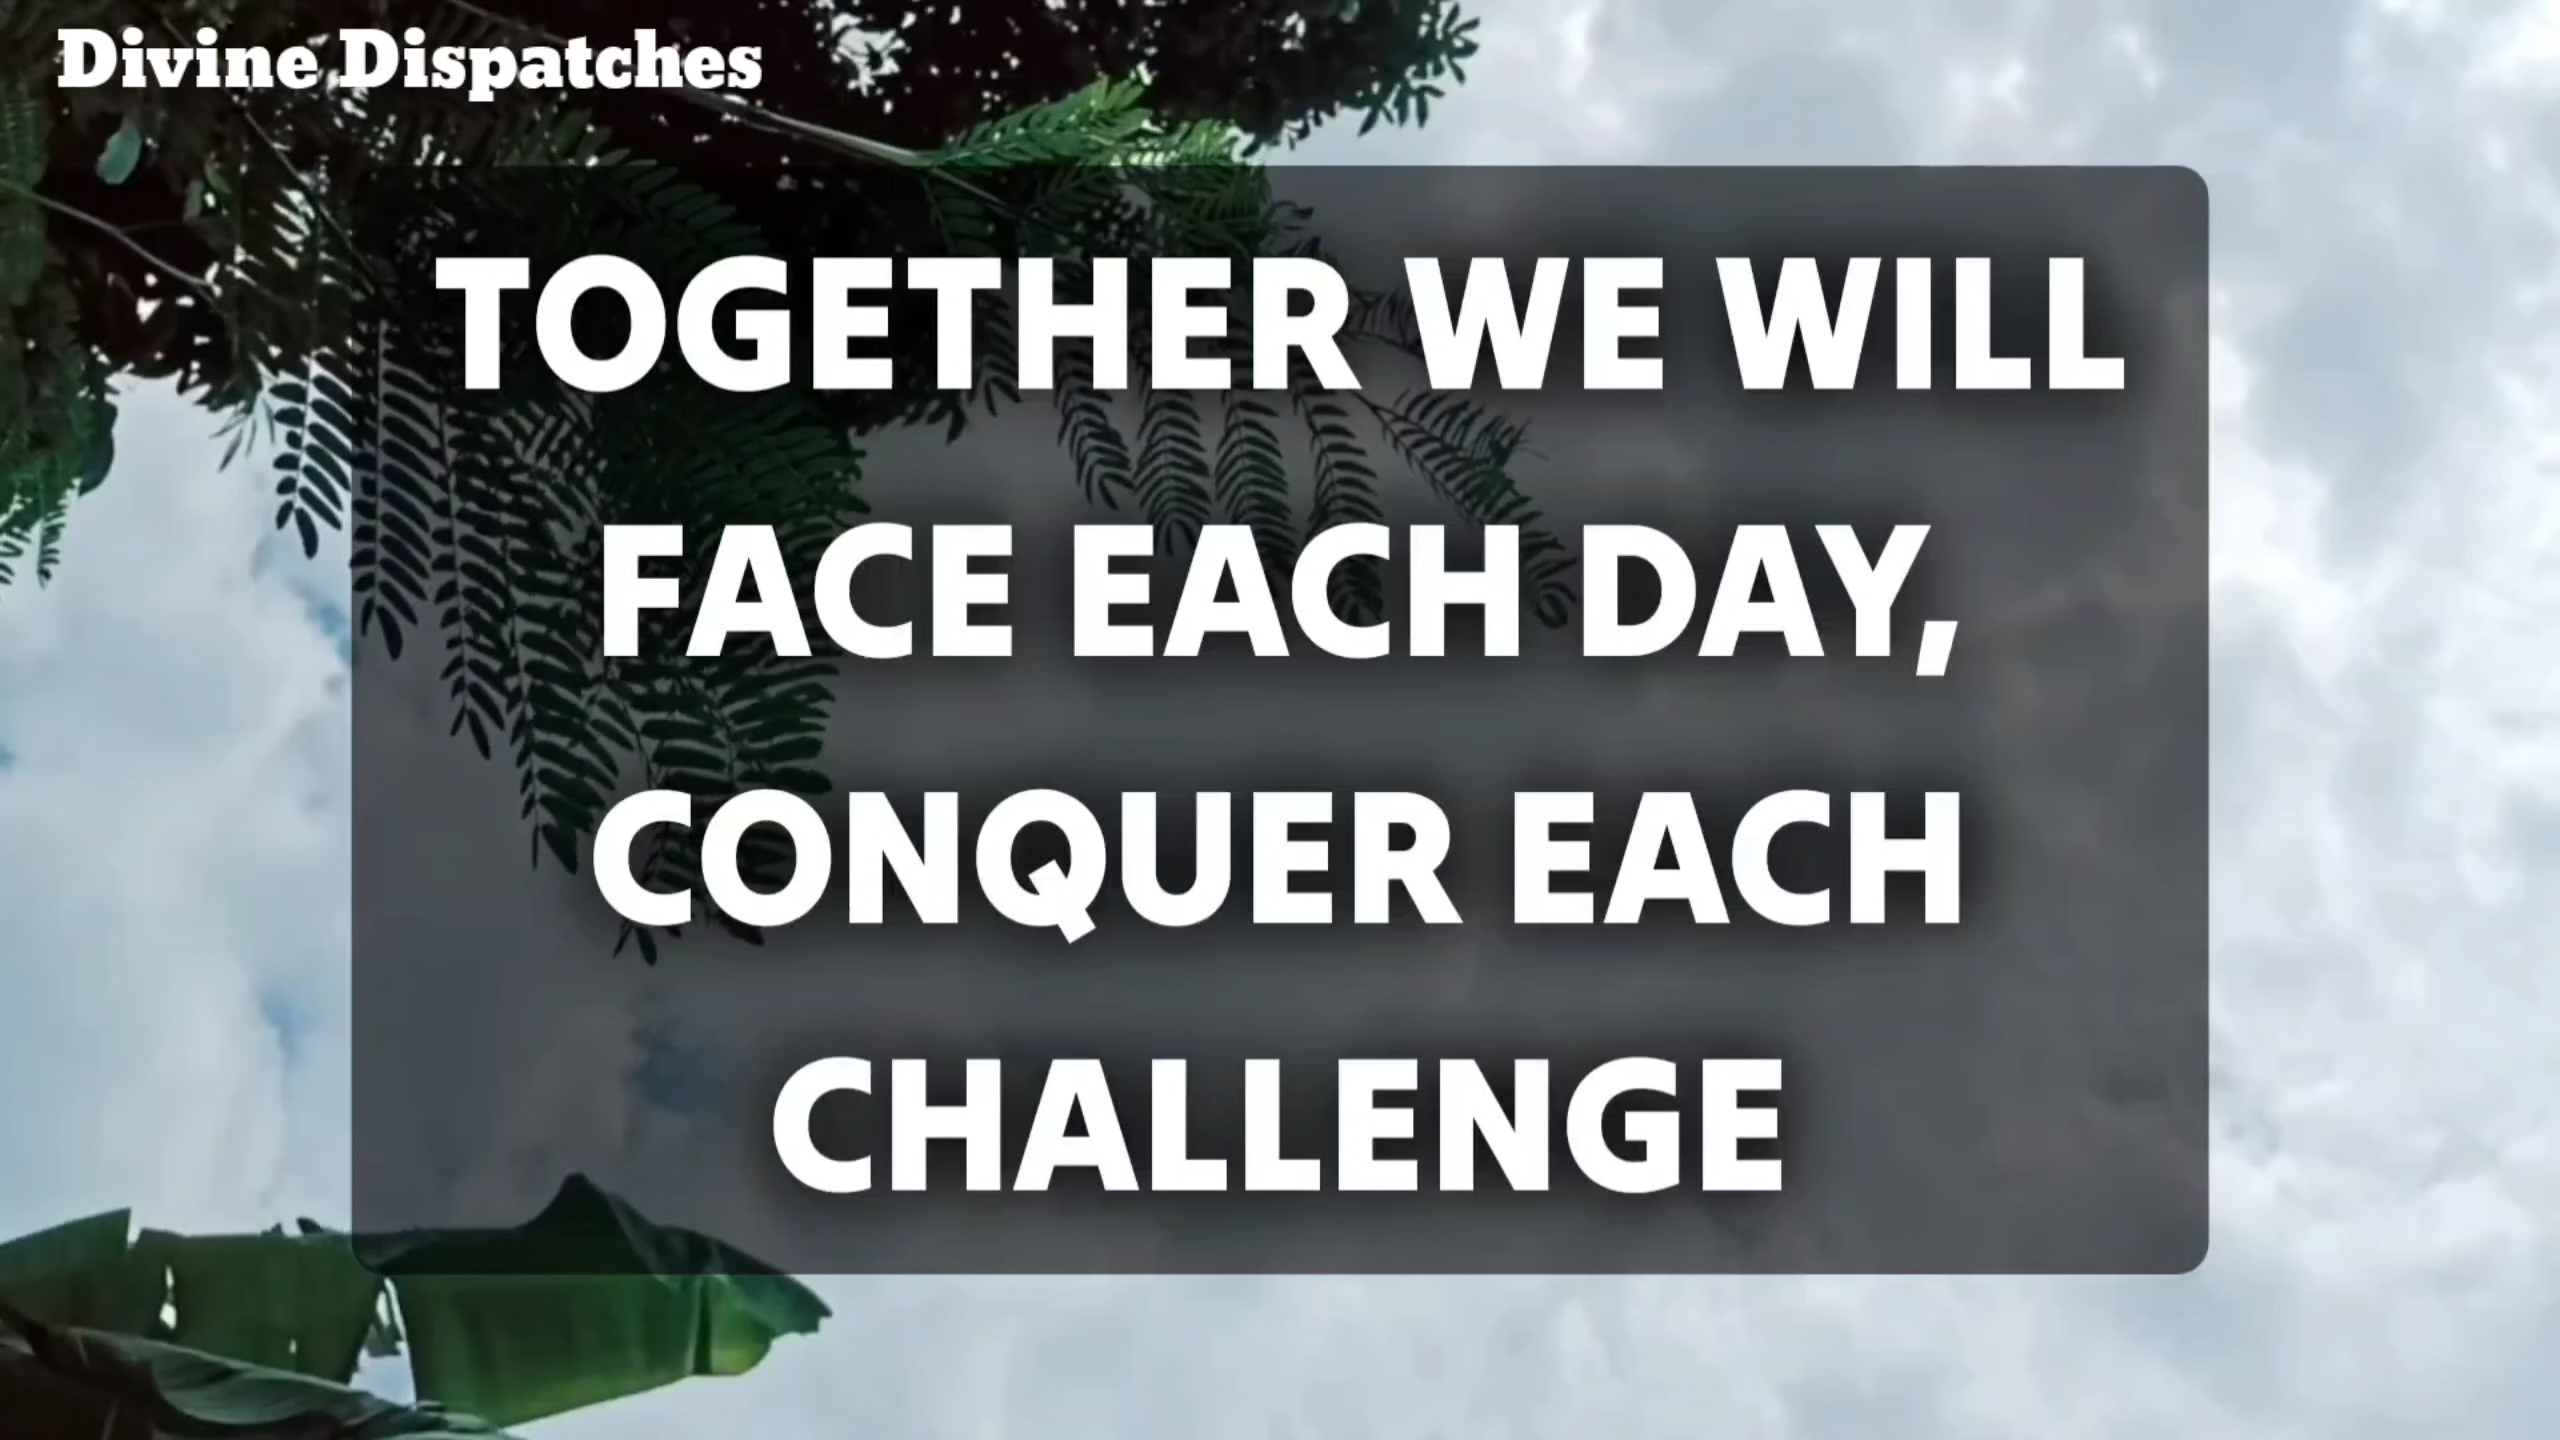 Divine Dispatches
TOGETHER WE WILL
FACE EACH DAY,
CONQUER EACH
CHALLENGE